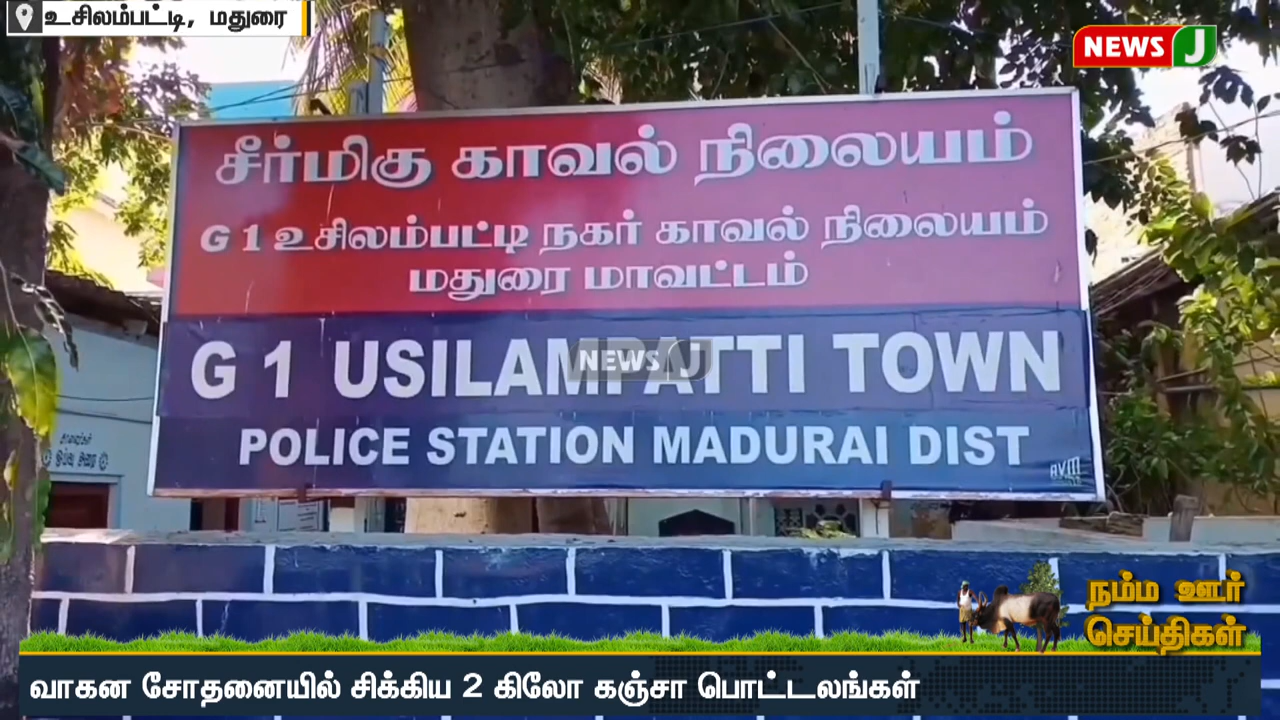 உசிலம்பட்டி, மதுரை
NEWS J
சீர்மிகு காவல் நிலையம்
G 1 உசிலம்பட்டி நகர் காவல் நிலையம்
மதுரை மாவட்டம்
G 1 USILAMPATTI TOWN
NEWS J
POLICE STATION MADURAI DIST
நம்ம ஊர்
செய்திகள்
வாகன சோதனையில் சிக்கிய 2 கிலோ கஞ்சா பொட்டலங்கள்